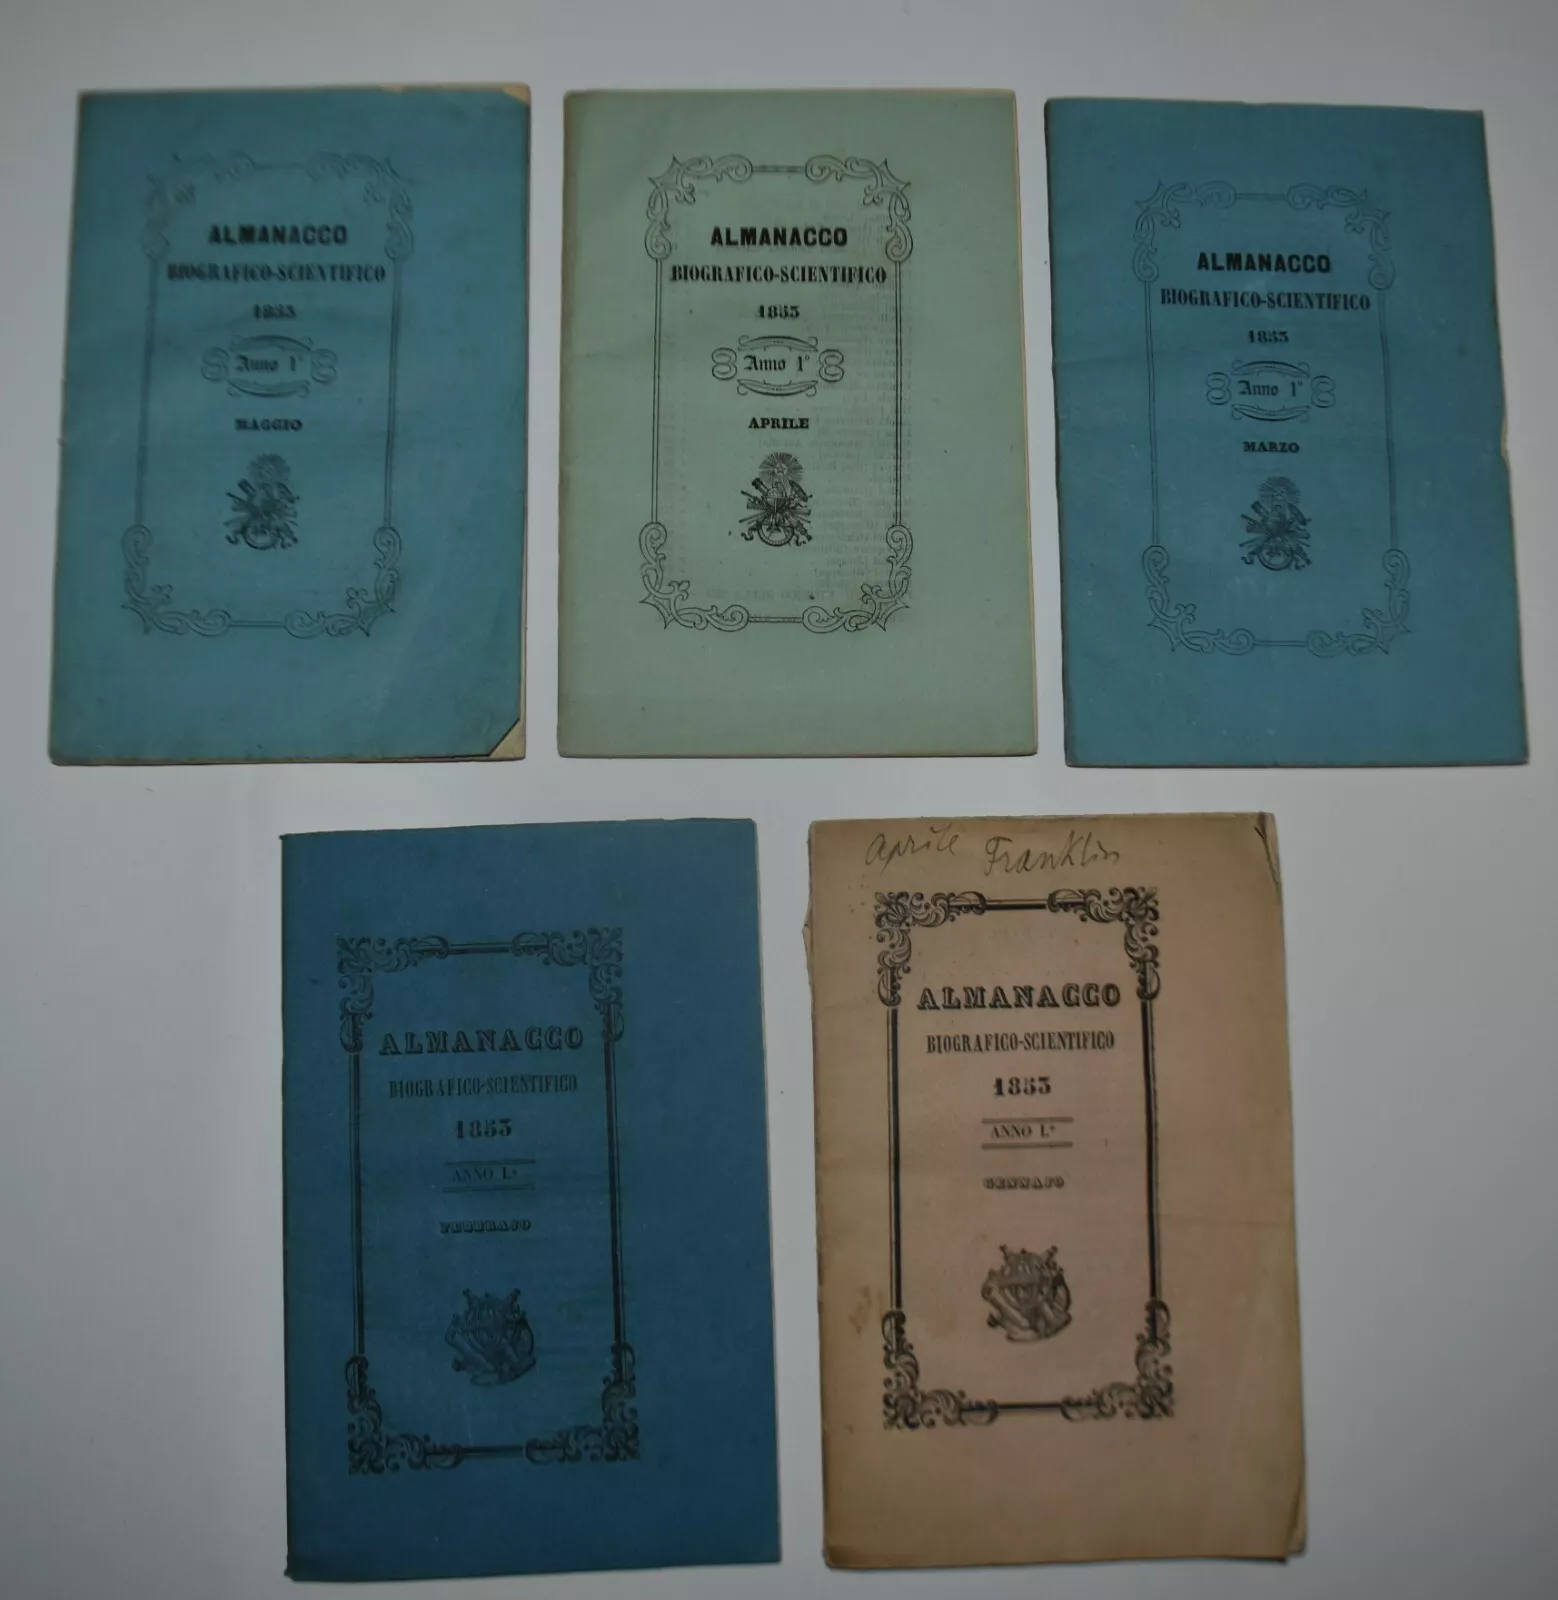 ALMANACCO
BIOGRAFICO-SCIENTIFICO
1853
Anno 1°
MAGGIO
ALMANACCO
BIOGRAFICO-SCIENTIFICO
1853
Anno 1°
APRILE
ALMANACCO
BIOGRAFICO-SCIENTIFICO
1853
Anno 1°
MARZO
ALMANACCO
BIOGRAFICO-SCIENTIFICO
1853
ANNO I.°
FEBBRAJO
aprile Franklin
ALMANACCO
BIOGRAFICO-SCIENTIFICO
1853
ANNO I.°
GENNAJO